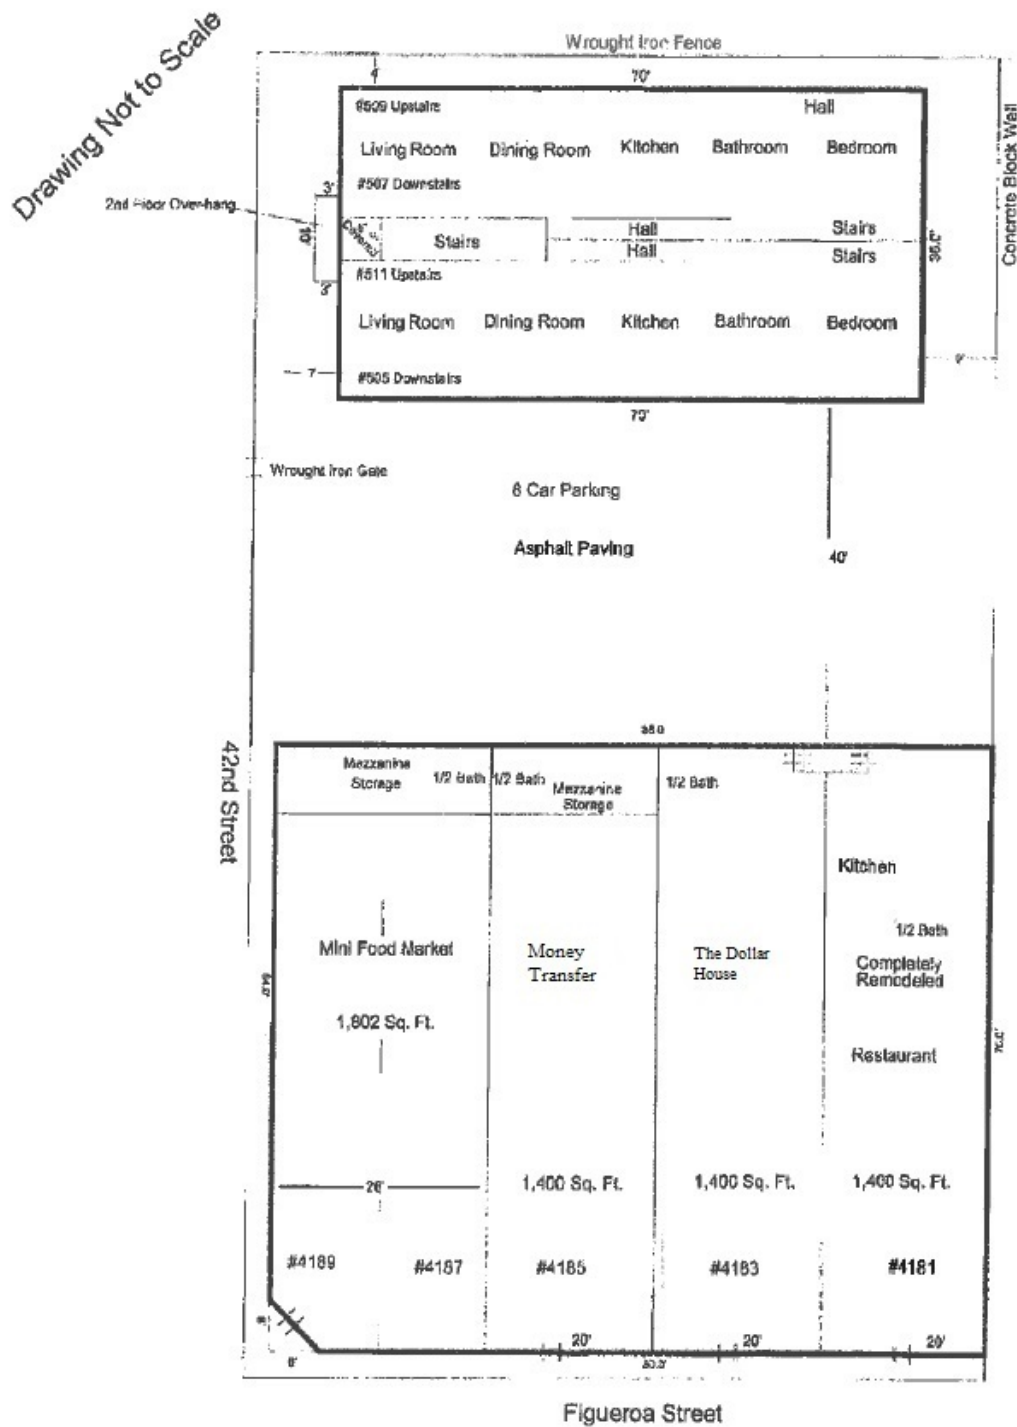 Drawing Not to Scale
Wrought Iron Fence
4'
70'
Concrete Block Wall
#509 Upstairs
Hall
Living Room Dining Room Kitchen Bathroom Bedroom
#507 Downstairs
3'
2nd Floor Over-hang
10'
Stairs
Hall
Hall
Stairs
Stairs
3'
#511 Upstairs
Living Room Dining Room Kitchen Bathroom Bedroom
7'
#505 Downstairs
9'
70'
Wrought Iron Gate
6 Car Parking
Asphalt Paving
40'
42nd Street
Mezzanine
Storage
1/2 Bath
1/2 Bath
Mezzanine
Storage
1/2 Bath
Kitchen
1/2 Bath
Mini Food Market
Money
Transfer
The Dollar
House
Completely
Remodeled
1,802 Sq. Ft.
Restaurant
26'
1,400 Sq. Ft.
1,400 Sq. Ft.
1,400 Sq. Ft.
#4189
#4187
#4185
#4183
#4181
20'
20'
20'
Figueroa Street